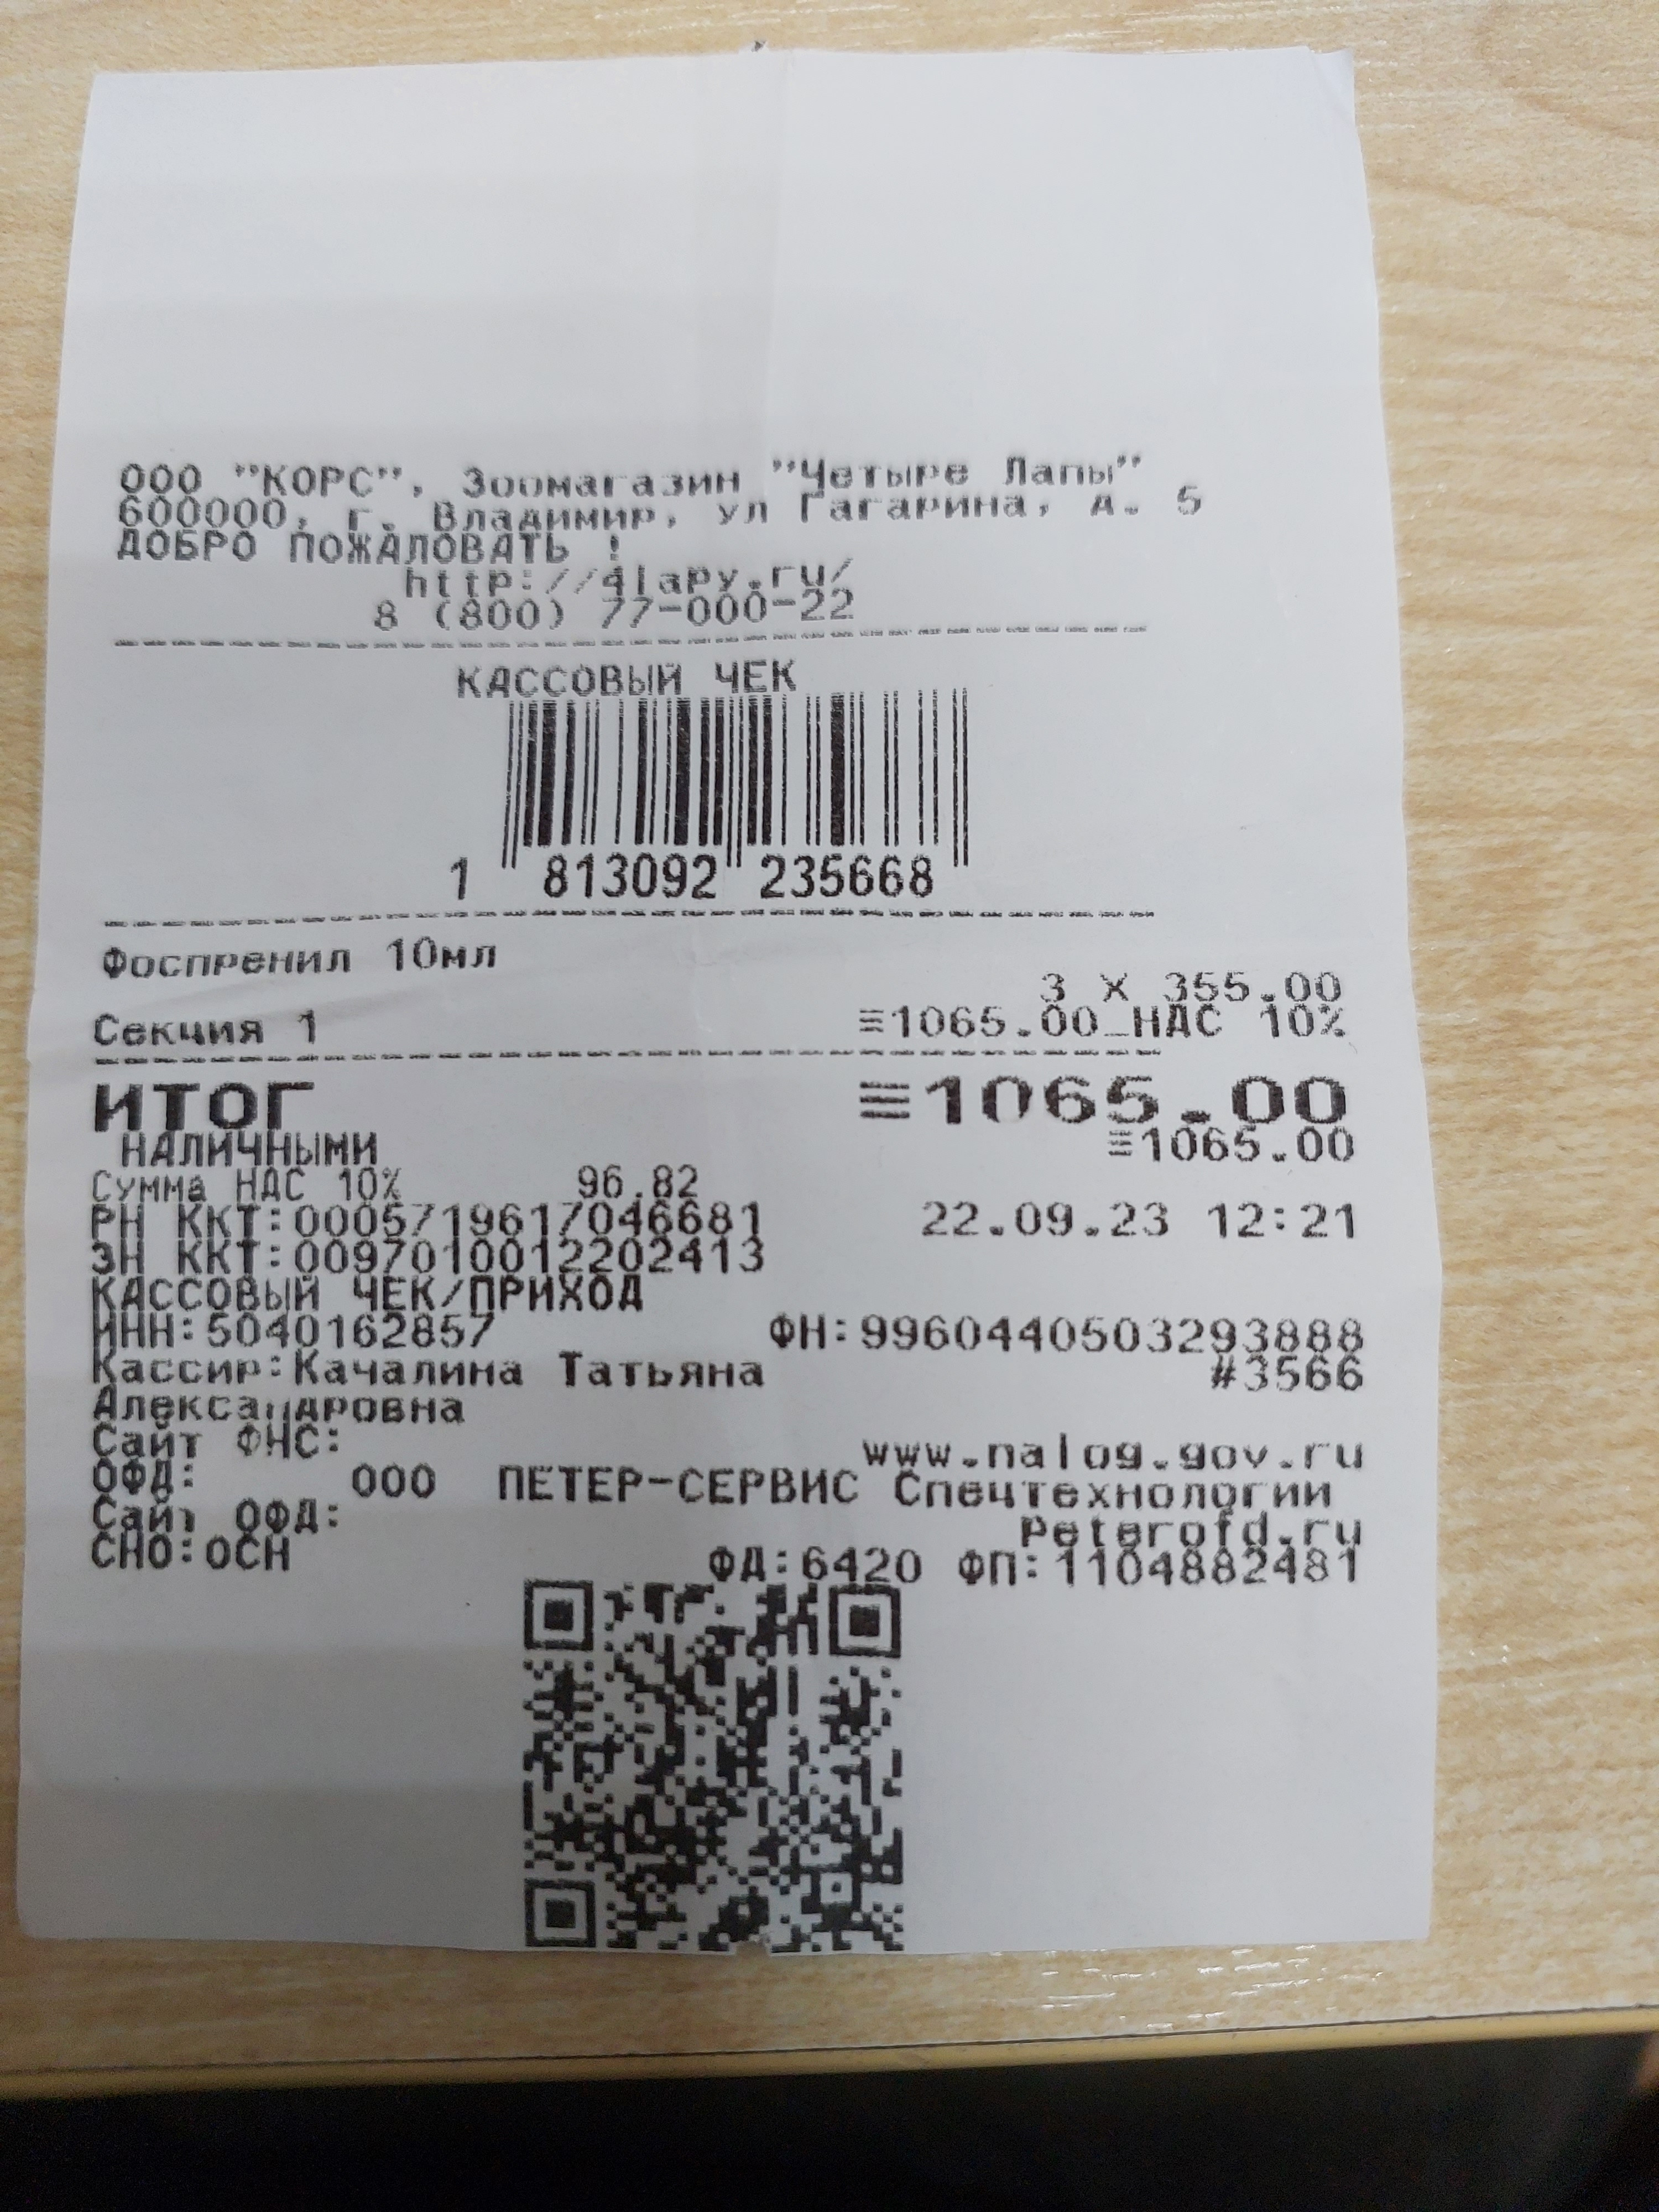 ООО "КОРС", Зоомагазин "Четыре Лапы"
600000, г. Владимир, ул Гагарина, д. 5
ДОБРО ПОЖАЛОВАТЬ !
http://4lapy.ru/
8 (800) 77-000-22
КАССОВЫЙ ЧЕК
1 813092 235668
Фоспренил 10мл
3 X 355.00
Секция 1 ≡1065.00_НДС 10%
ИТОГ ≡1065.00
НАЛИЧНЫМИ ≡1065.00
Сумма НДС 10% 96.82
РН ККТ:0005719617046681 22.09.23 12:21
ЗН ККТ:0097010012202413
КАССОВЫЙ ЧЕК/ПРИХОД
ИНН:5040162857 ФН:9960440503293888
Кассир:Качалина Татьяна #3566
Александровна
Сайт ФНС: www.nalog.gov.ru
ОФД: ООО ПЕТЕР-СЕРВИС Спецтехнологии
Сайт ОФД: peterofd.ru
СНО:ОСН ФД:6420 ФП:1104882481